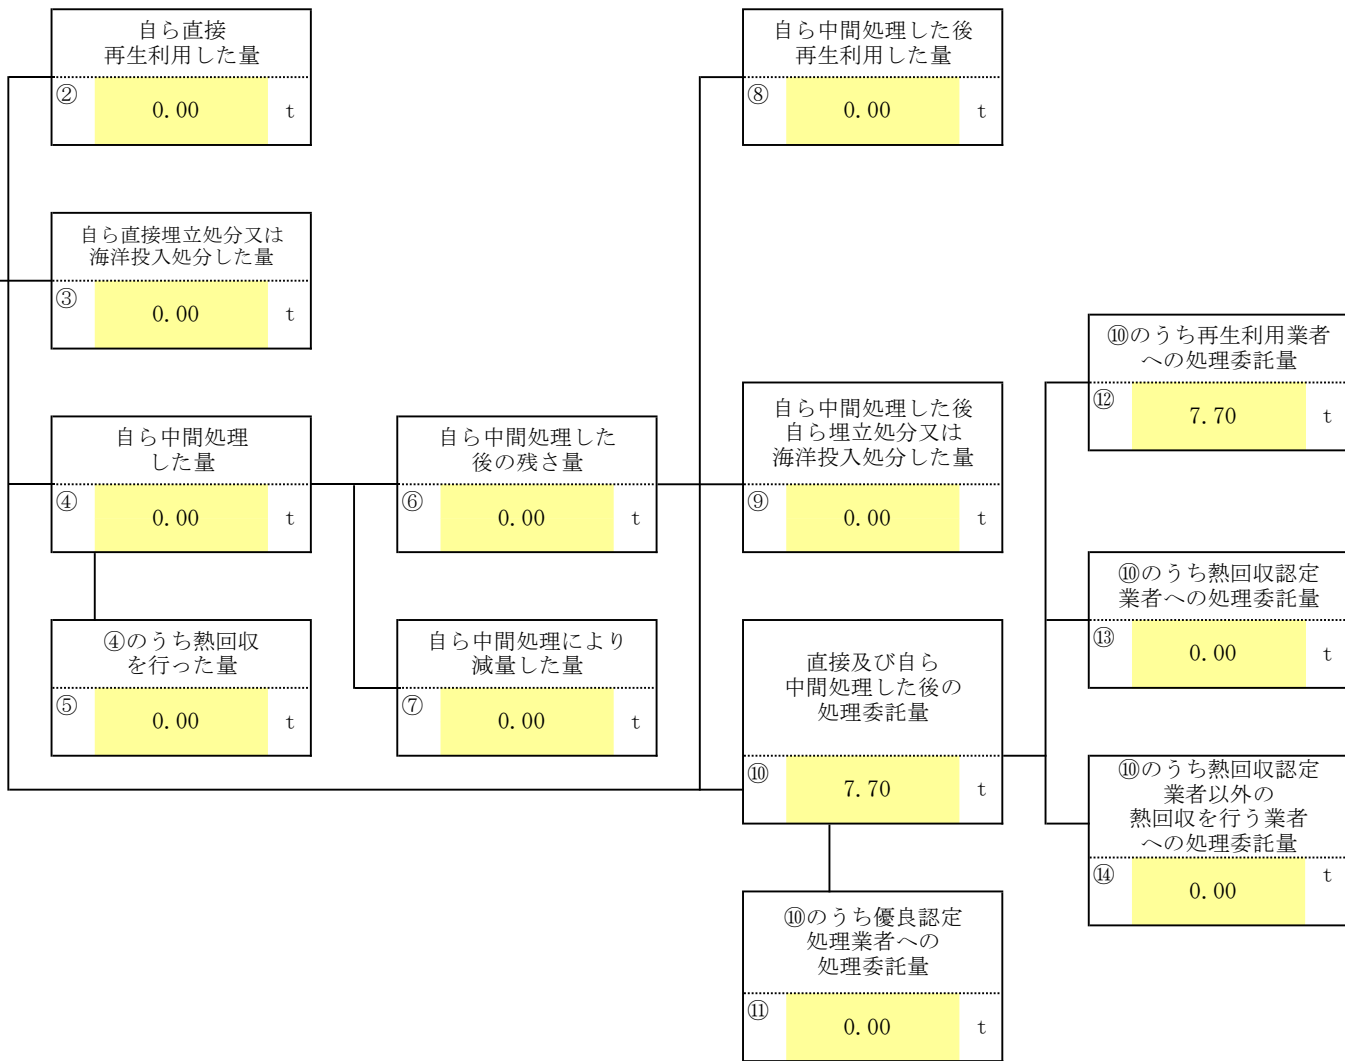 自ら直接
再生利用した量
② 0.00 t
自ら中間処理した後
再生利用した量
⑧ 0.00 t
自ら直接埋立処分又は
海洋投入処分した量
③ 0.00 t
⑩のうち再生利用業者
への処理委託量
⑫ 7.70 t
自ら中間処理
した量
④ 0.00 t
自ら中間処理した
後の残さ量
⑥ 0.00 t
自ら中間処理した後
自ら埋立処分又は
海洋投入処分した量
⑨ 0.00 t
⑩のうち熱回収認定
業者への処理委託量
⑬ 0.00 t
④のうち熱回収
を行った量
⑤ 0.00 t
自ら中間処理により
減量した量
⑦ 0.00 t
直接及び自ら
中間処理した後の
処理委託量
⑩ 7.70 t
⑩のうち熱回収認定
業者以外の
熱回収を行う業者
への処理委託量
⑭ 0.00 t
⑩のうち優良認定
処理業者への
処理委託量
⑪ 0.00 t